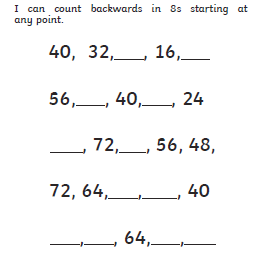 I can count backwards in 8s starting at
any point.
40, 32,___, 16,___
56,___, 40,___, 24
___, 72,___, 56, 48,
72, 64,___,___, 40
___,___, 64,___,___